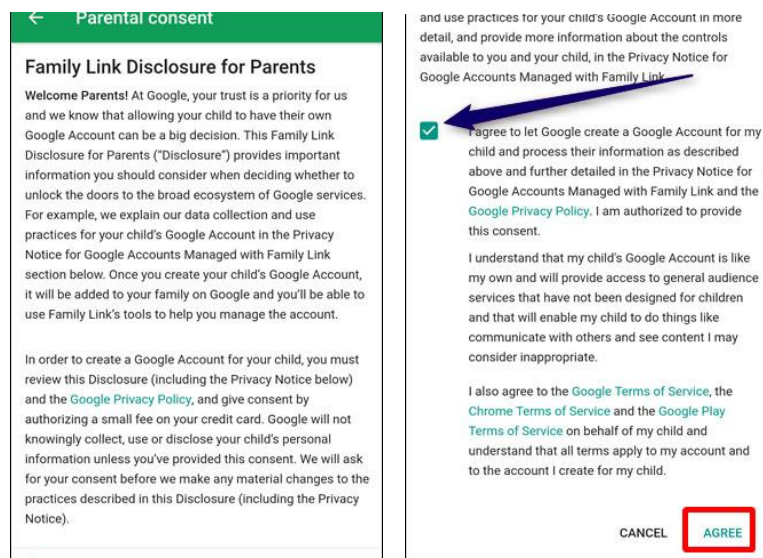 Parental consent
Family Link Disclosure for Parents
Welcome Parents! At Google, your trust is a priority for us
and we know that allowing your child to have their own
Google Account can be a big decision. This Family Link
Disclosure for Parents ("Disclosure") provides important
information you should consider when deciding whether to
unlock the doors to the broad ecosystem of Google services.
For example, we explain our data collection and use
practices for your child's Google Account in the Privacy
Notice for Google Accounts Managed with Family Link
section below. Once you create your child's Google Account,
it will be added to your family on Google and you'll be able to
use Family Link's tools to help you manage the account.
In order to create a Google Account for your child, you must
review this Disclosure (including the Privacy Notice below)
and the Google Privacy Policy, and give consent by
authorizing a small fee on your credit card. Google will not
knowingly collect, use or disclose your child's personal
information unless you've provided this consent. We will ask
for your consent before we make any material changes to the
practices described in this Disclosure (including the Privacy
Notice).
and use practices for your child's Google Account in more
detail, and provide more information about the controls
available to you and your child, in the Privacy Notice for
Google Accounts Managed with Family Link.
I agree to let Google create a Google Account for my
child and process their information as described
above and further detailed in the Privacy Notice for
Google Accounts Managed with Family Link and the
Google Privacy Policy. I am authorized to provide
this consent.
I understand that my child's Google Account is like
my own and will provide access to general audience
services that have not been designed for children
and that will enable my child to do things like
communicate with others and see content I may
consider inappropriate.
I also agree to the Google Terms of Service, the
Chrome Terms of Service and the Google Play
Terms of Service on behalf of my child and
understand that all terms apply to my account and
to the account I create for my child.
CANCEL AGREE